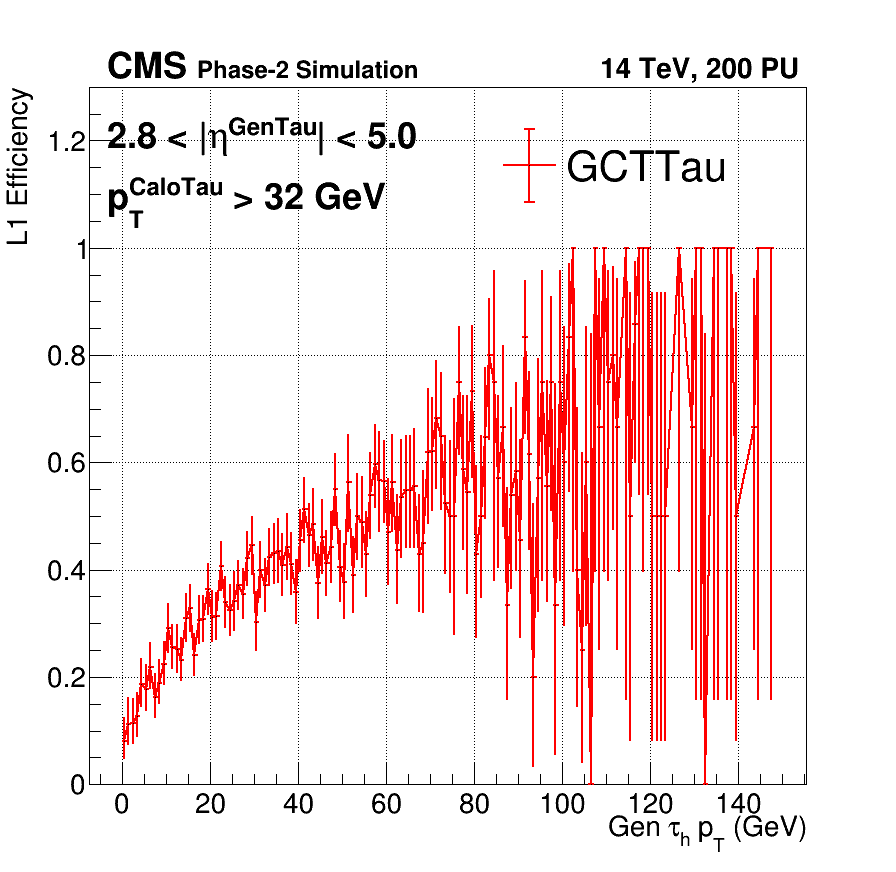 CMS Phase-2 Simulation 14 TeV, 200 PU
L1 Efficiency
2.8 < |η^GenTau| < 5.0
p_T^CaloTau > 32 GeV
GCTTau
1.2
1
0.8
0.6
0.4
0.2
0
0 20 40 60 80 100 120 140
Gen τ_h p_T (GeV)